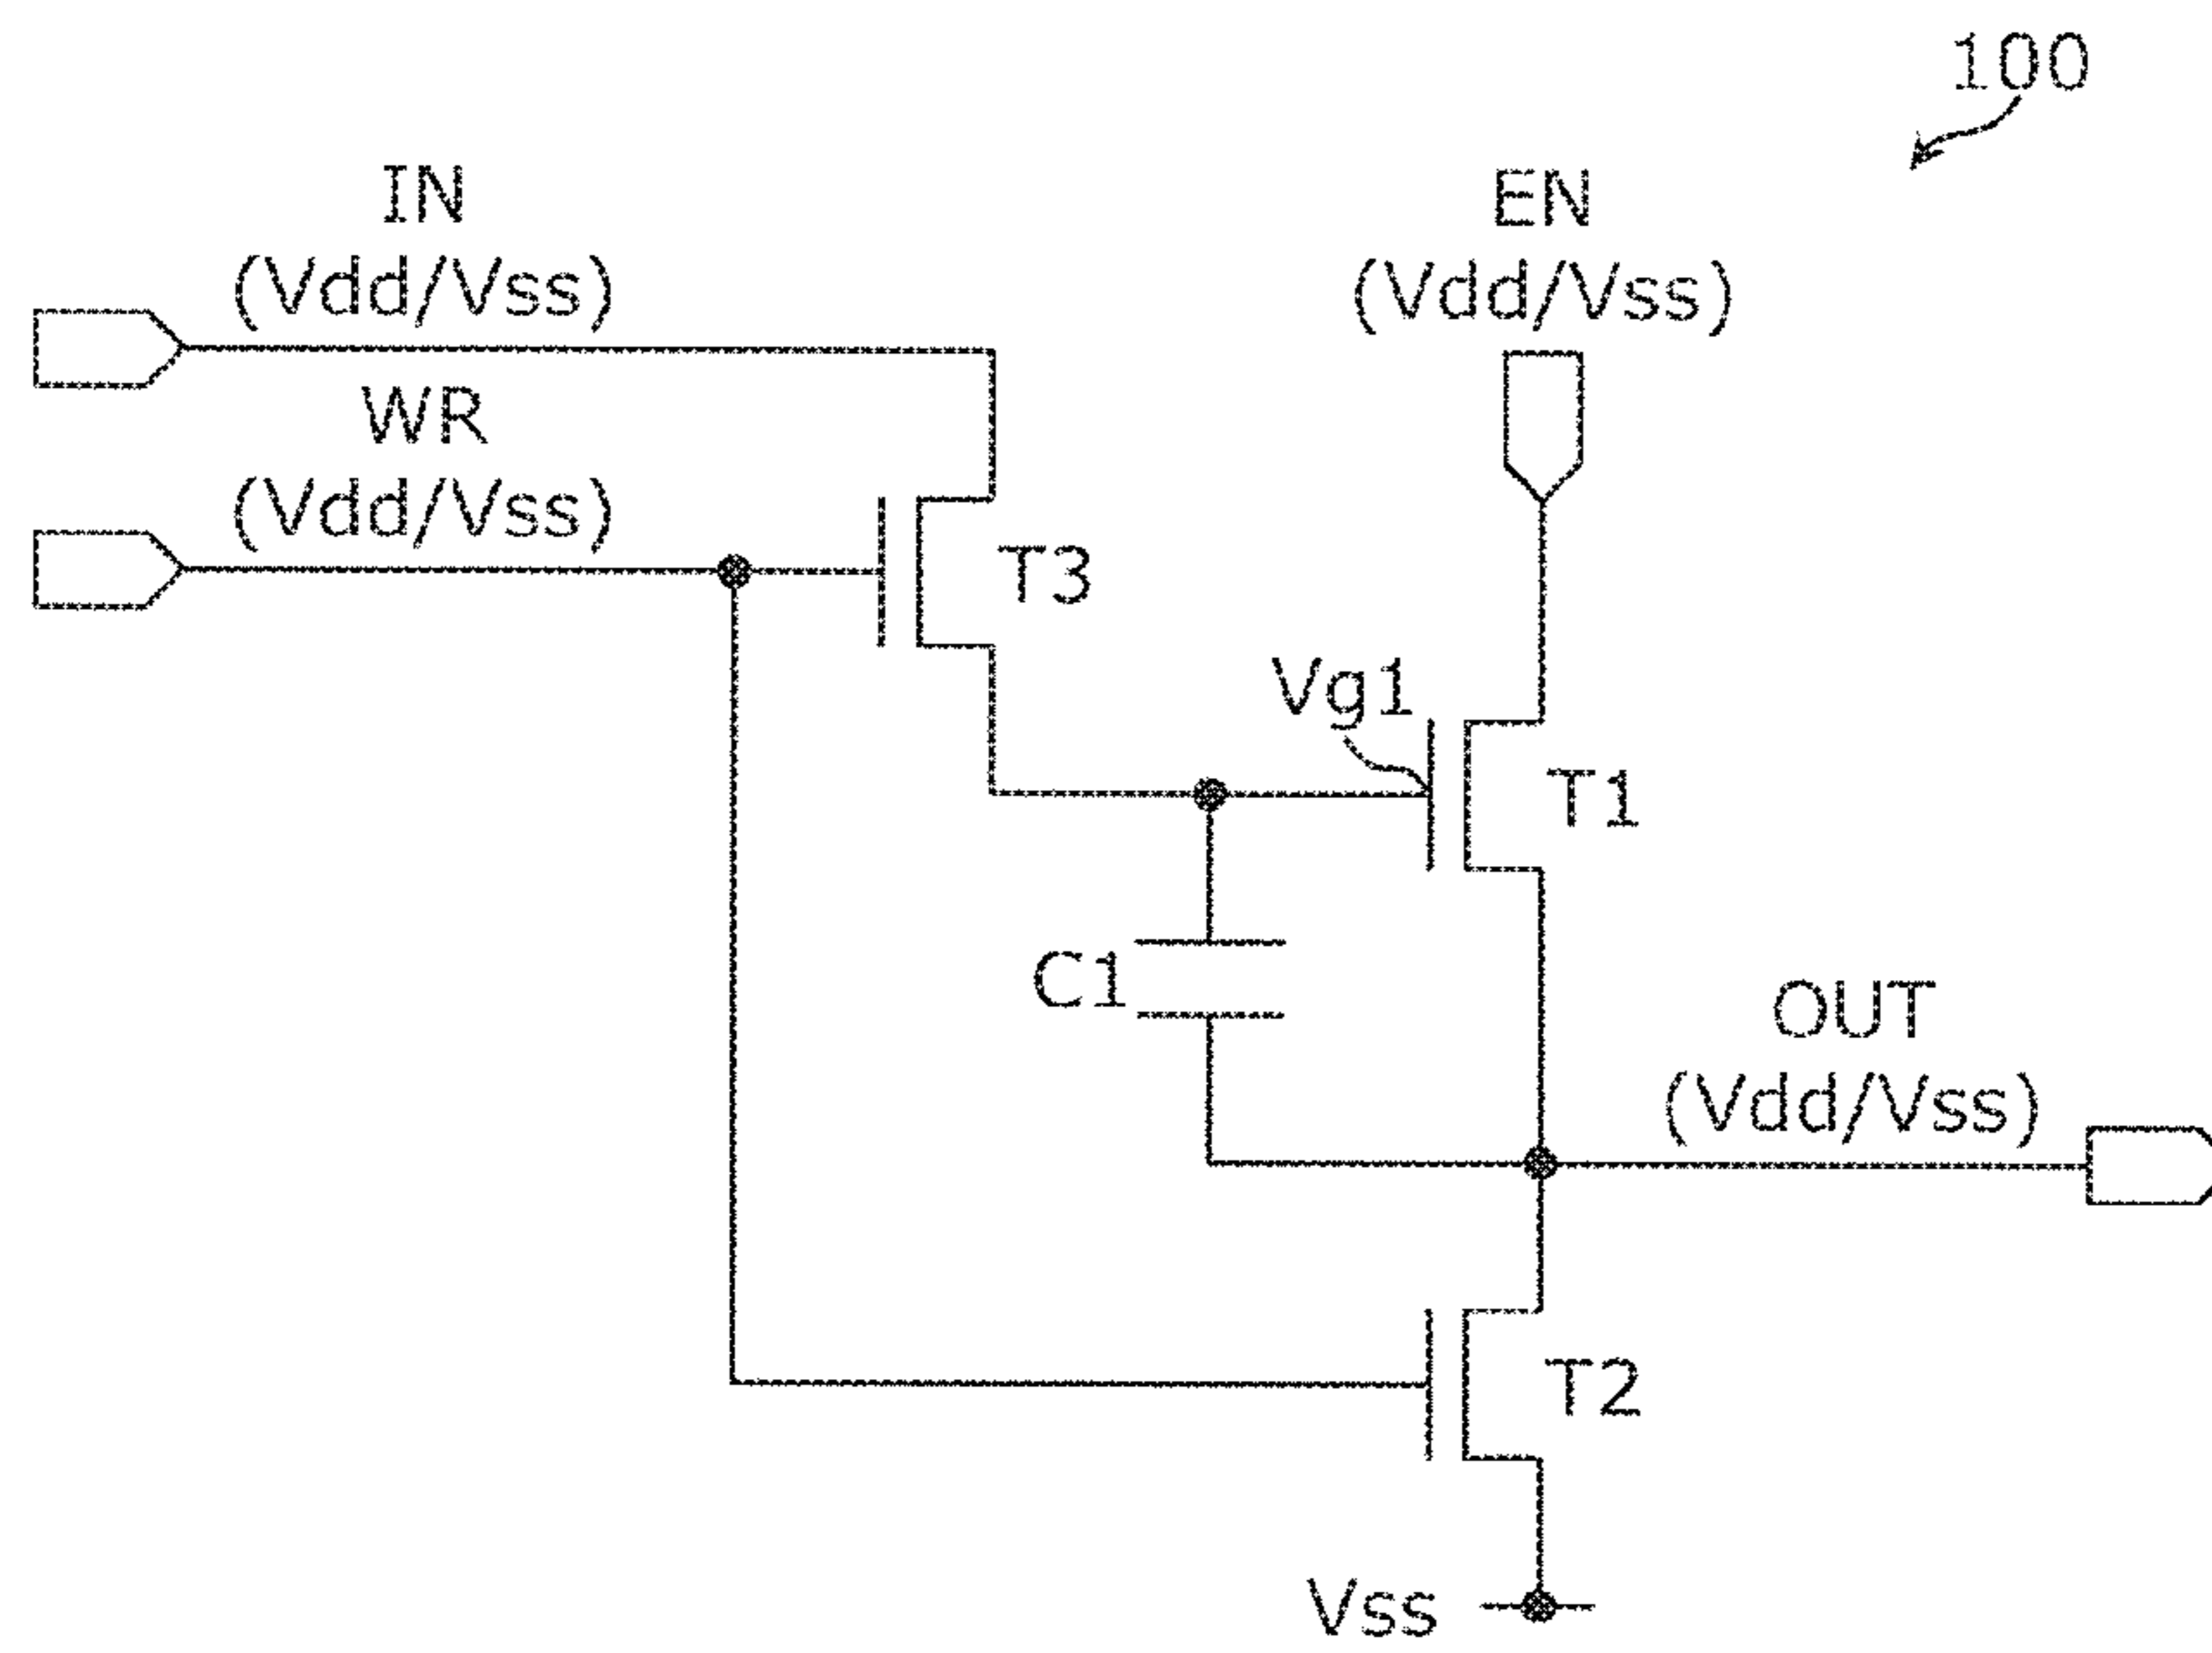 100
IN
(Vdd/Vss)
EN
(Vdd/Vss)
WR
(Vdd/Vss)
T3
Vg1
T1
C1
OUT
(Vdd/Vss)
T2
Vss